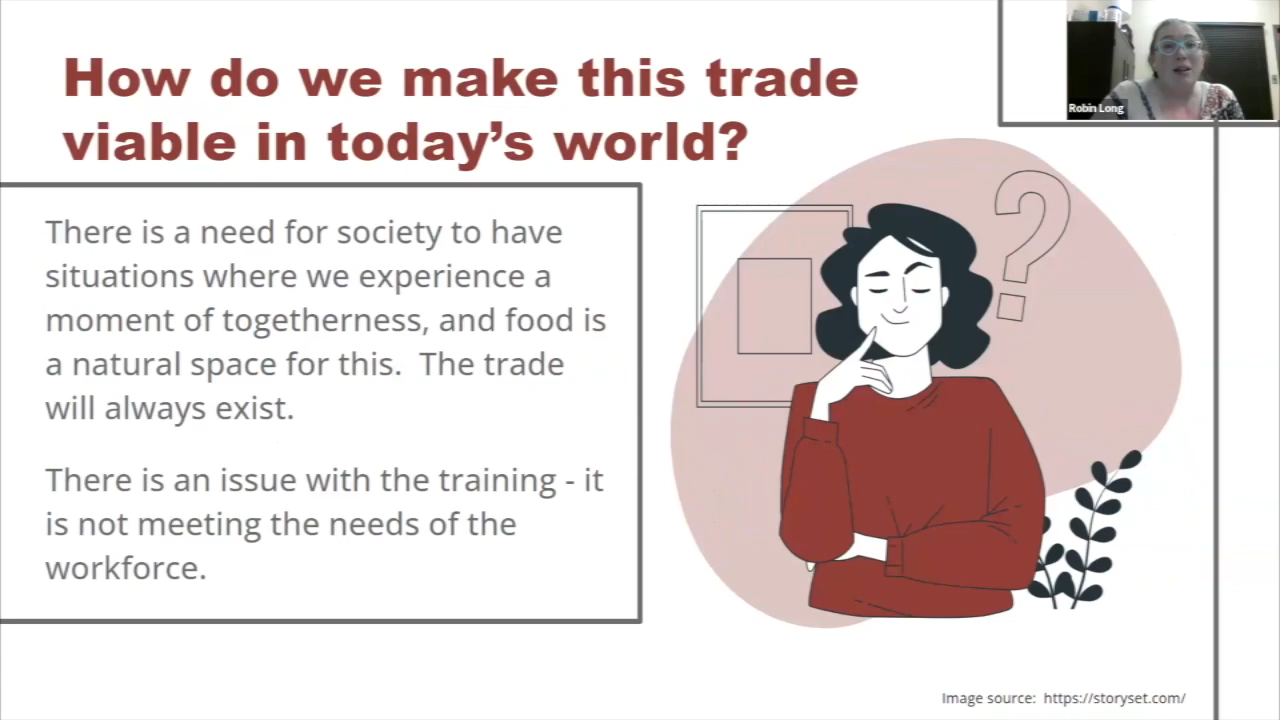 How do we make this trade
viable in today's world?
Robin Long
There is a need for society to have
situations where we experience a
moment of togetherness, and food is
a natural space for this.  The trade
will always exist.
There is an issue with the training - it
is not meeting the needs of the
workforce.
?
Image source:  https://storyset.com/